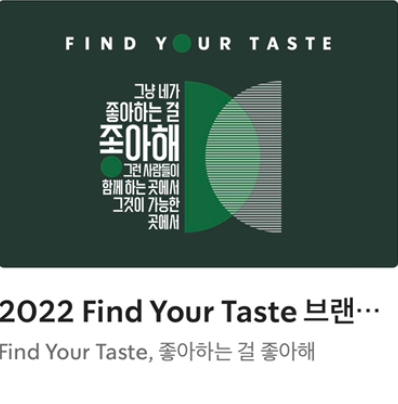 FIND YOUR TASTE
그냥 네가
좋아하는 걸
좋아해
그런 사람들이
함께 하는 곳에서
그것이 가능한
곳에서
2022 Find Your Taste 브랜…
Find Your Taste, 좋아하는 걸 좋아해